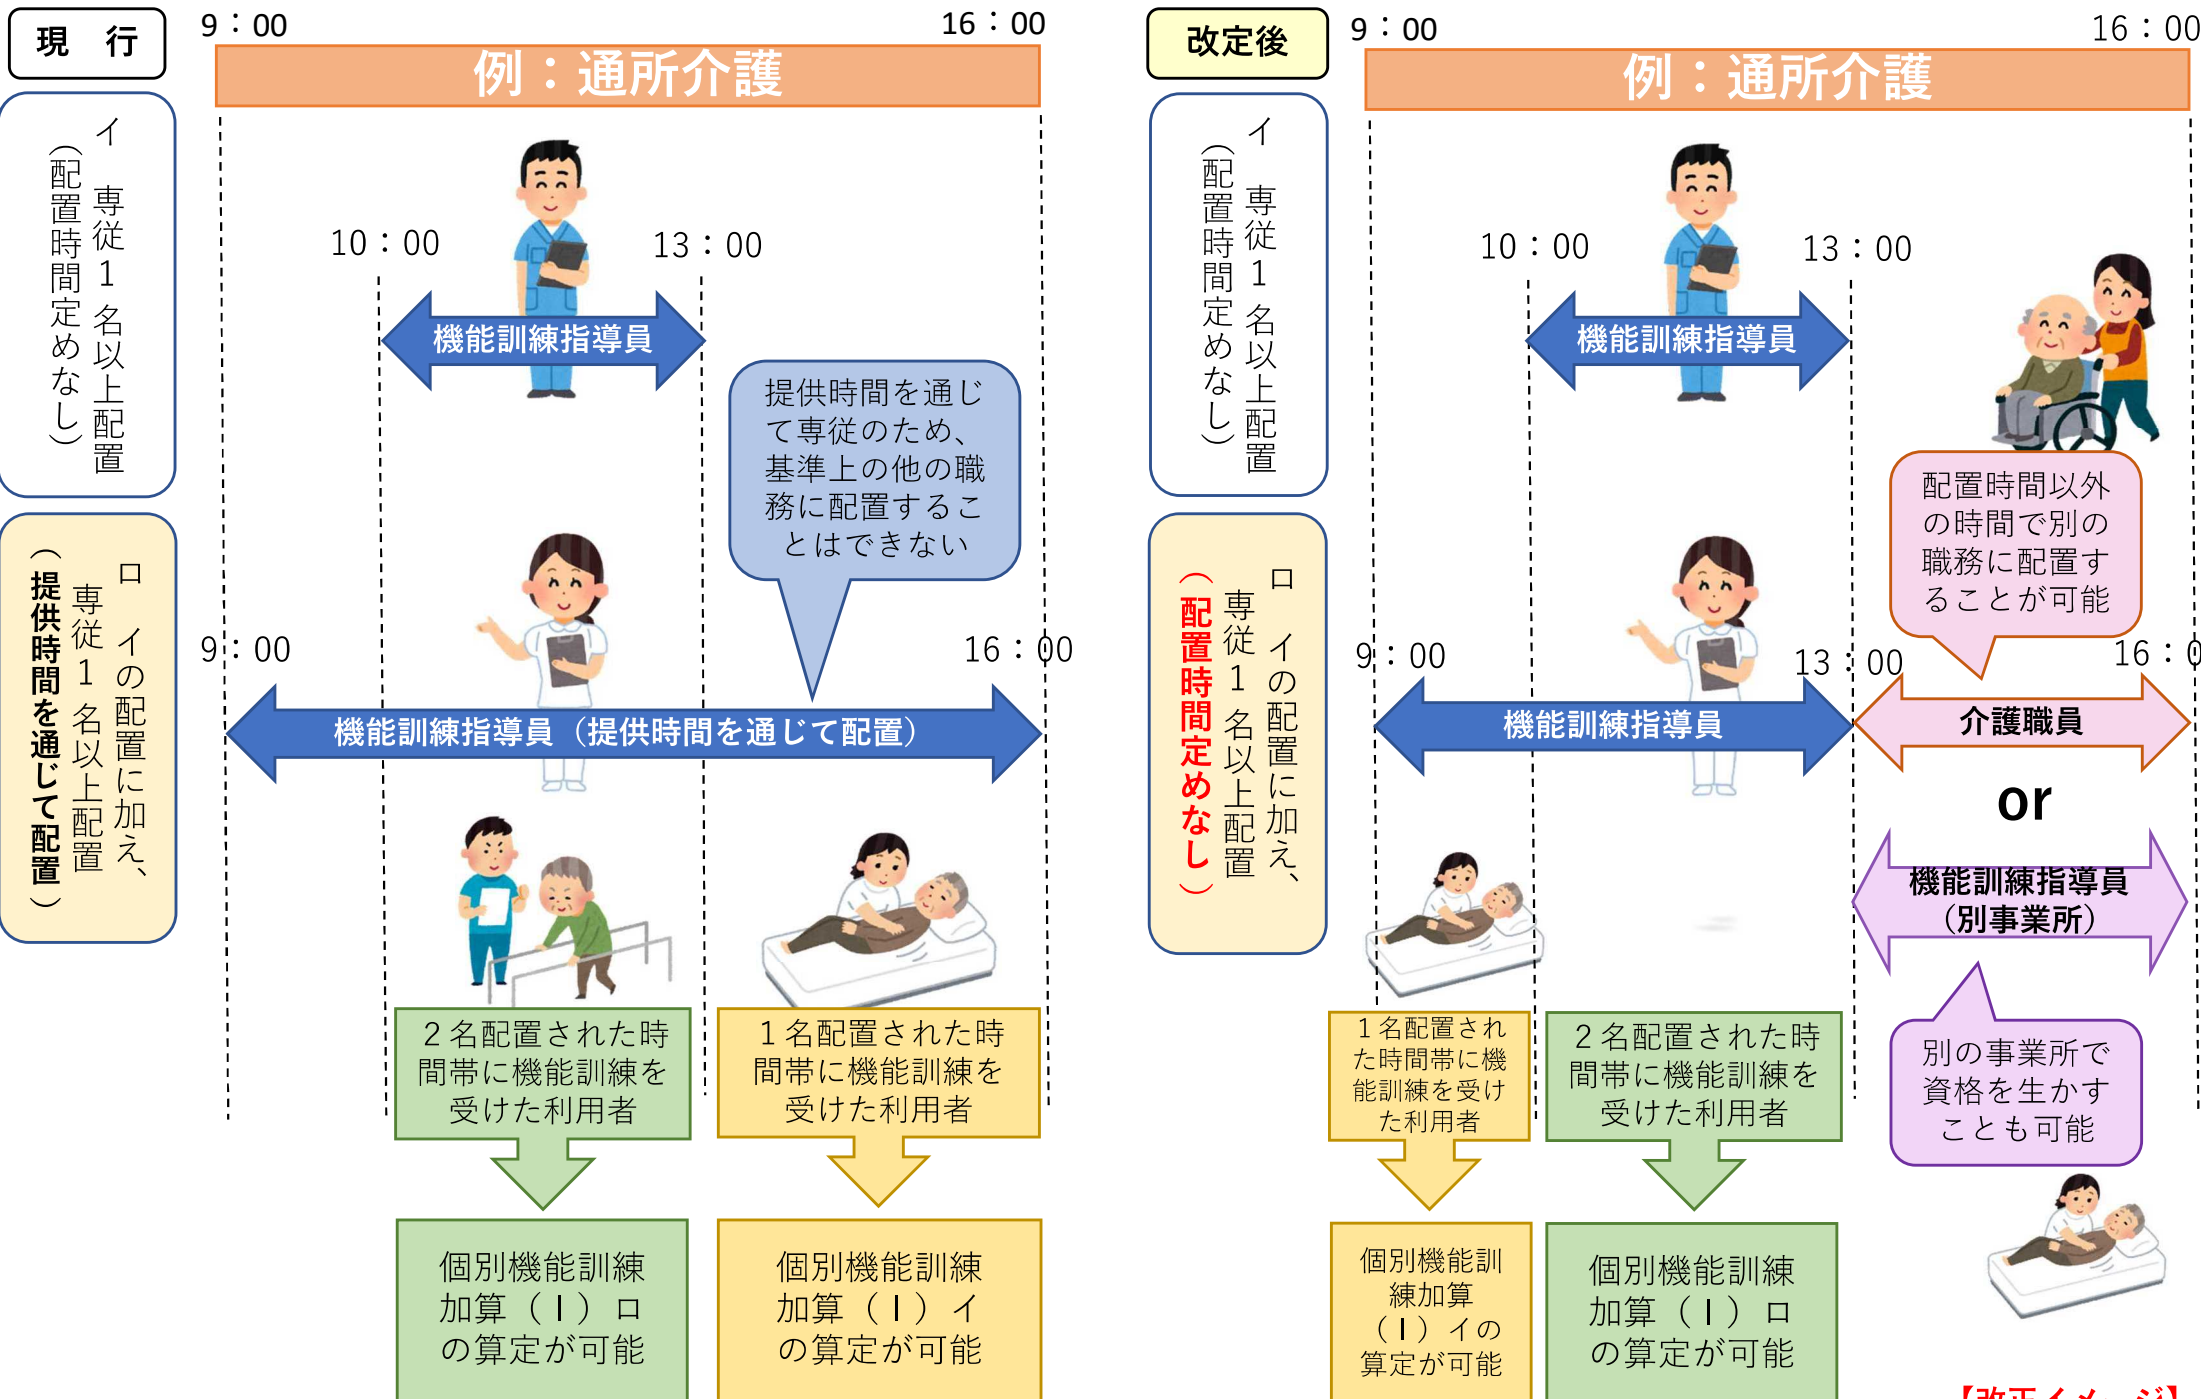 現　行
9：00
16：00
例：通所介護
イ　専従1名以上配置
（配置時間定めなし）
10：00
13：00
機能訓練指導員
提供時間を通じ
て専従のため、
基準上の他の職
務に配置するこ
とはできない
ロ　イの配置に加え、
専従1名以上配置
（提供時間を通じて配置）
9：00
16：00
機能訓練指導員（提供時間を通じて配置）
２名配置された時
間帯に機能訓練を
受けた利用者
１名配置された時
間帯に機能訓練を
受けた利用者
個別機能訓練
加算（Ⅰ）ロ
の算定が可能
個別機能訓練
加算（Ⅰ）イ
の算定が可能
改定後
9：00
16：00
例：通所介護
イ　専従1名以上配置
（配置時間定めなし）
10：00
13：00
機能訓練指導員
配置時間以外
の時間で別の
職務に配置す
ることが可能
ロ　イの配置に加え、
専従1名以上配置
（配置時間定めなし）
9：00
13：00
16：0
機能訓練指導員
介護職員
or
機能訓練指導員
（別事業所）
別の事業所で
資格を生かす
ことも可能
１名配置され
た時間帯に機
能訓練を受け
た利用者
２名配置された時
間帯に機能訓練を
受けた利用者
個別機能訓
練加算
（Ⅰ）イの
算定が可能
個別機能訓練
加算（Ⅰ）ロ
の算定が可能
【改正イメージ】